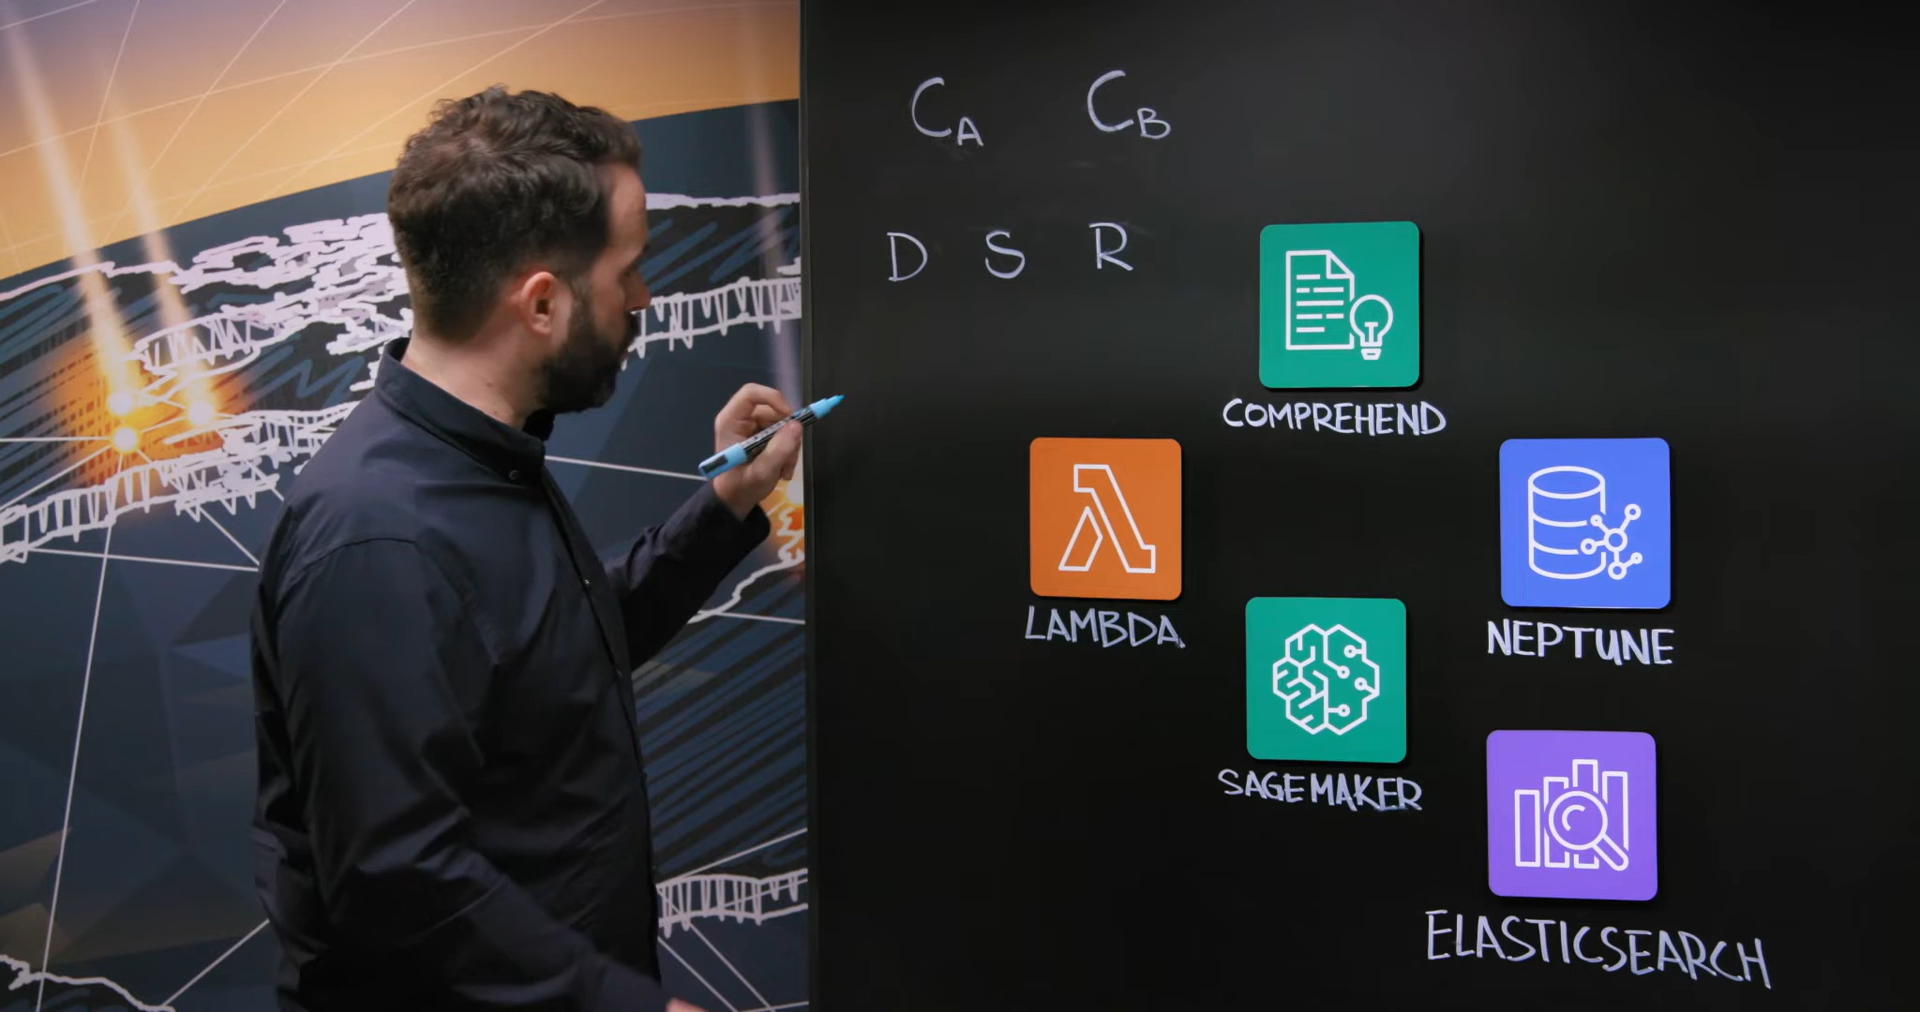 CA CB
D S R
COMPREHEND
LAMBDA
NEPTUNE
SAGEMAKER
ELASTICSEARCH